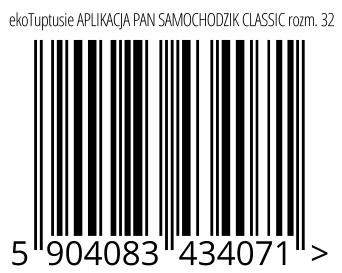 ekoTuptusie APLIKACJA PAN SAMOCHODZIK CLASSIC rozm. 32
5 904083 434071 >